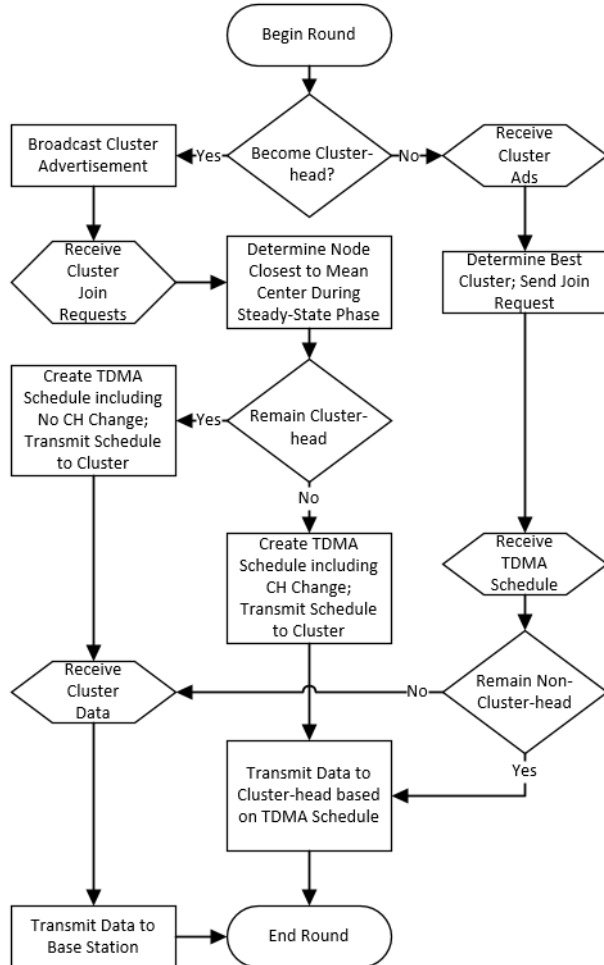 Begin Round
Broadcast Cluster
Advertisement
Yes
Become Cluster-
head?
No
Receive
Cluster
Ads
Receive
Cluster
Join
Requests
Determine Node
Closest to Mean
Center During
Steady-State Phase
Determine Best
Cluster; Send Join
Request
Create TDMA
Schedule including
No CH Change;
Transmit Schedule
to Cluster
Yes
Remain Cluster-
head
No
Create TDMA
Schedule including
CH Change;
Transmit Schedule
to Cluster
Receive
TDMA
Schedule
Receive
Cluster
Data
No
Remain Non-
Cluster-head
Yes
Transmit Data to
Cluster-head based
on TDMA Schedule
Transmit Data to
Base Station
End Round